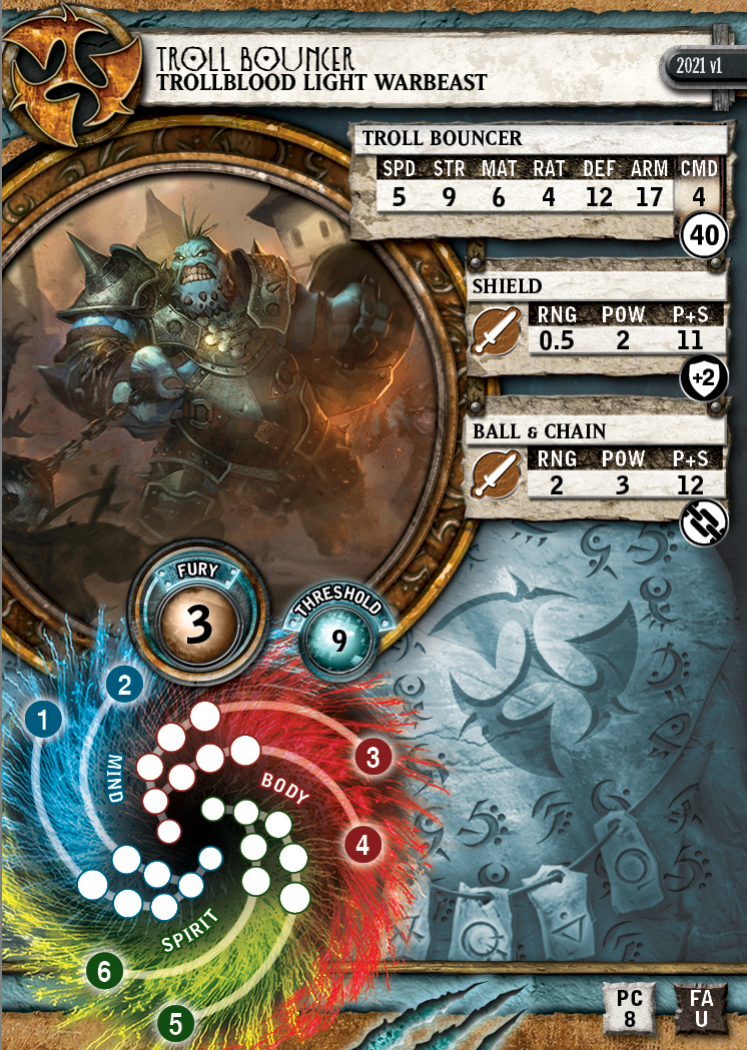 TROLL BOUNCER
TROLLBLOOD LIGHT WARBEAST
2021 v1
TROLL BOUNCER
SPD STR MAT RAT DEF ARM CMD
5 9 6 4 12 17 4
40
SHIELD
RNG POW P+S
0.5 2 11
+2
BALL & CHAIN
RNG POW P+S
2 3 12
FURY
3
THRESHOLD
9
1
2
3
4
MIND
BODY
SPIRIT
6
5
PC
8
FA
U